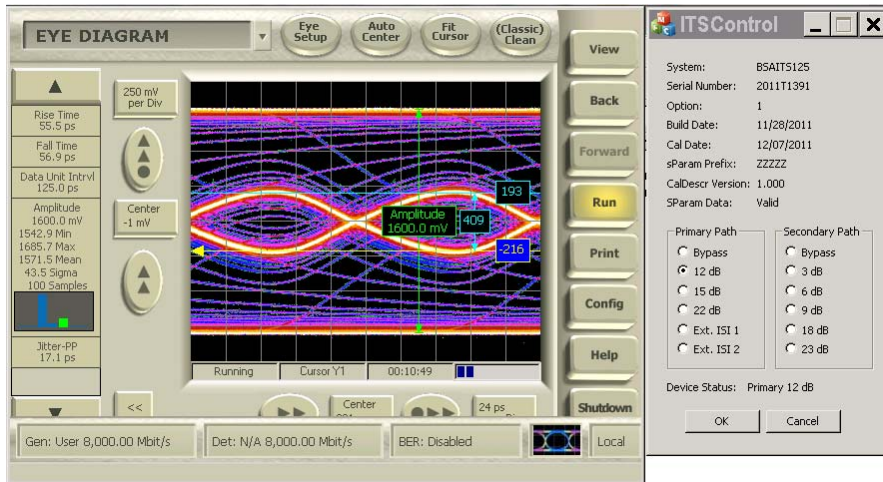 EYE DIAGRAM
Eye
Setup
Auto
Center
Fit
Cursor
(Classic)
Clean
View
Back
Forward
Run
Print
Config
Help
Shutdown
Rise Time
55.5 ps
Fall Time
56.9 ps
Data Unit Intrvl
125.0 ps
Amplitude
1600.0 mV
1542.9 Min
1685.7 Max
1571.5 Mean
43.5 Sigma
100 Samples
Jitter-PP
17.1 ps
250 mV
per Div
Center
-1 mV
<<
193
Amplitude
1600.0 mV
409
-216
Running
Cursor Y1
00:10:49
Center
24 ps
Gen: User 8,000.00 Mbit/s
Det: N/A 8,000.00 Mbit/s
BER: Disabled
Local
ITSControl
System: BSAITS125
Serial Number: 2011T1391
Option: 1
Build Date: 11/28/2011
Cal Date: 12/07/2011
sParam Prefix: ZZZZZ
CalDescr Version: 1.000
SParam Data: Valid
Primary Path
Bypass
12 dB
15 dB
22 dB
Ext. ISI 1
Ext. ISI 2
Secondary Path
Bypass
3 dB
6 dB
9 dB
18 dB
23 dB
Device Status: Primary 12 dB
OK
Cancel